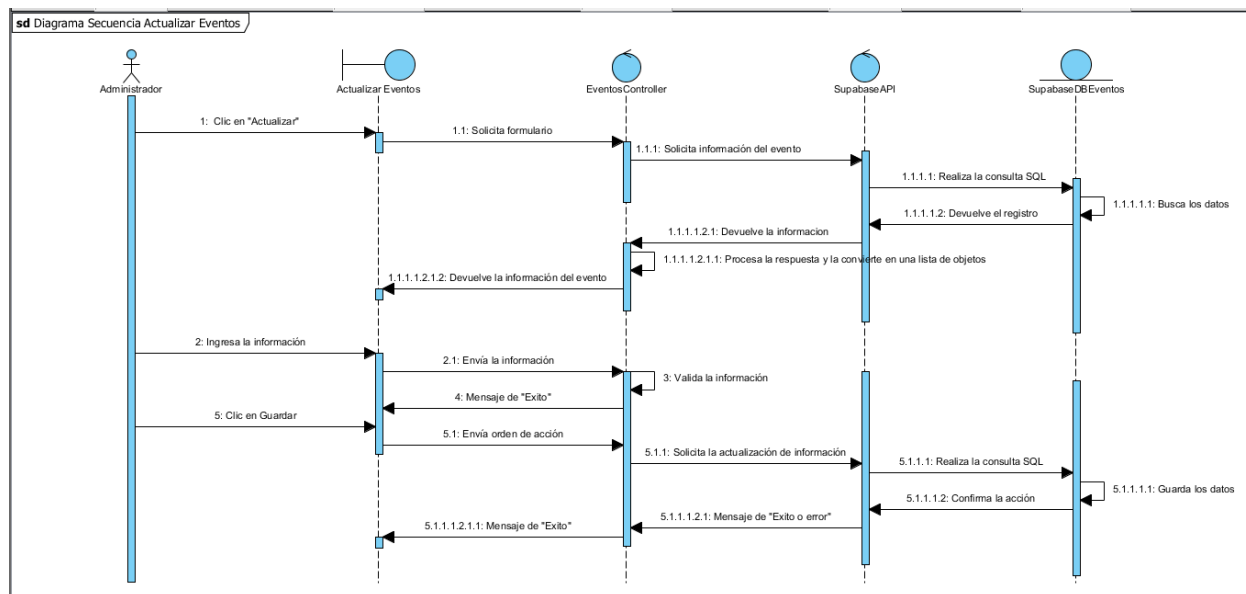 sd Diagrama Secuencia Actualizar Eventos
Administrador
Actualizar Eventos
EventosController
SupabaseAPI
SupabaseDBEventos
1: Clic en "Actualizar"
1.1: Solicita formulario
1.1.1: Solicita información del evento
1.1.1.1: Realiza la consulta SQL
1.1.1.1.1: Busca los datos
1.1.1.1.2: Devuelve el registro
1.1.1.1.2.1: Devuelve la informacion
1.1.1.1.2.1.1: Procesa la respuesta y la convierte en una lista de objetos
1.1.1.1.2.1.2: Devuelve la información del evento
2: Ingresa la información
2.1: Envía la información
3: Valida la información
4: Mensaje de "Exito"
5: Clic en Guardar
5.1: Envía orden de acción
5.1.1: Solicita la actualización de información
5.1.1.1: Realiza la consulta SQL
5.1.1.1.1: Guarda los datos
5.1.1.1.2: Confirma la acción
5.1.1.1.2.1: Mensaje de "Exito o error"
5.1.1.1.2.1.1: Mensaje de "Exito"